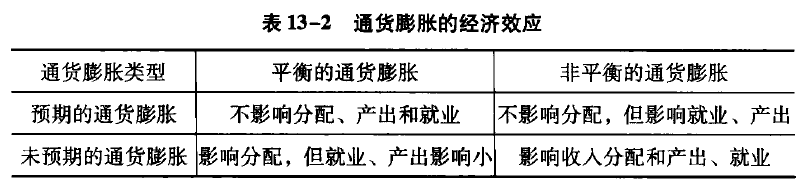 表13-2 通货膨胀的经济效应
通货膨胀类型 平衡的通货膨胀 非平衡的通货膨胀
预期的通货膨胀 不影响分配、产出和就业 不影响分配，但影响就业、产出
未预期的通货膨胀 影响分配，但就业、产出影响小 影响收入分配和产出、就业